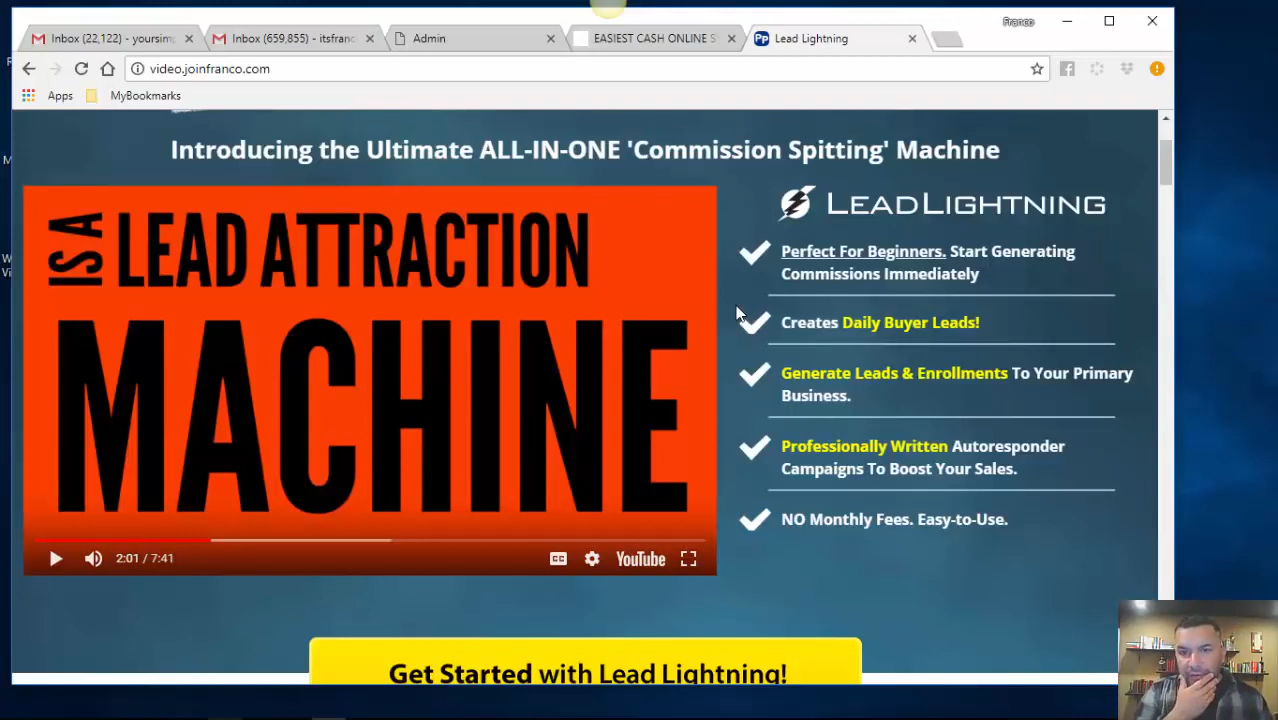 Franco
Inbox (22,122) - yoursimp
Inbox (659,855) - itsfranc
Admin
EASIEST CASH ONLINE S
Lead Lightning
video.joinfranco.com
Apps
MyBookmarks
Introducing the Ultimate ALL-IN-ONE 'Commission Spitting' Machine
IS A LEAD ATTRACTION
MACHINE
2:01 / 7:41
CC
YouTube
LEADLIGHTNING
Perfect For Beginners. Start Generating
Commissions Immediately
Creates Daily Buyer Leads!
Generate Leads & Enrollments To Your Primary
Business.
Professionally Written Autoresponder
Campaigns To Boost Your Sales.
NO Monthly Fees. Easy-to-Use.
Get Started with Lead Lightning!